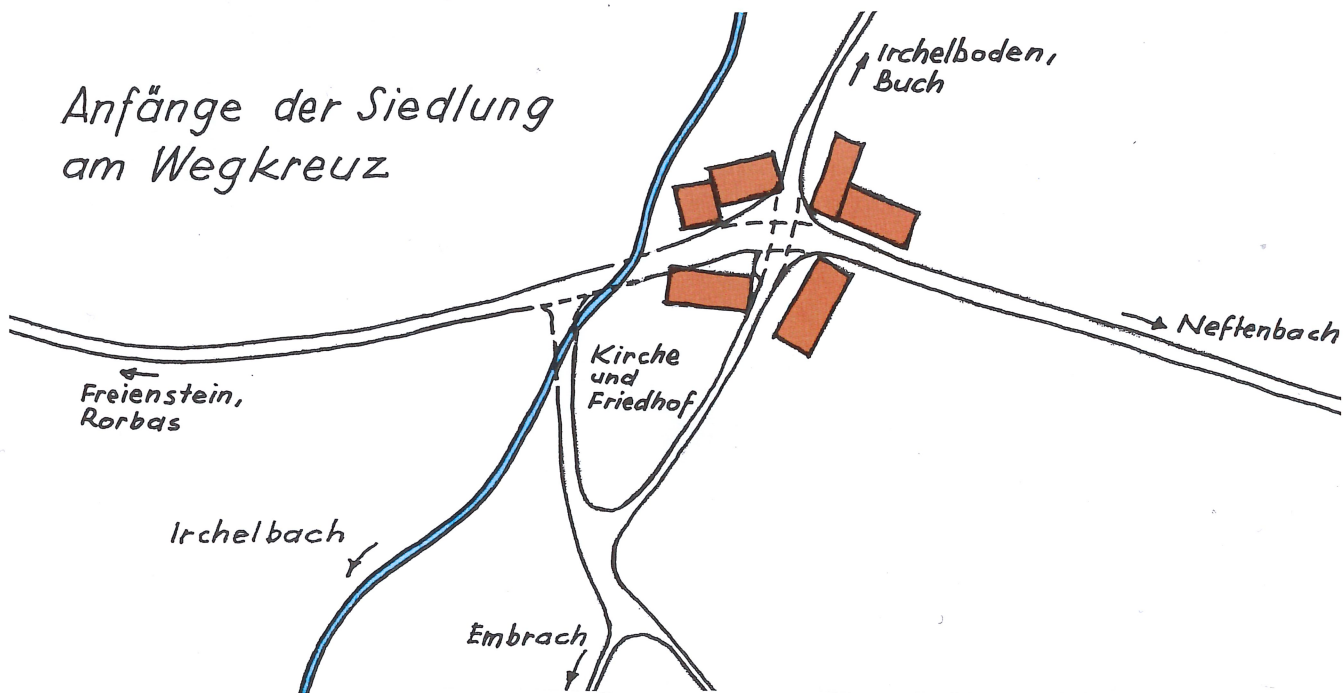 Anfänge der Siedlung
am Wegkreuz
Irchelboden,
Buch
Neftenbach
Kirche
und
Friedhof
Freienstein,
Rorbas
Irchelbach
Embrach